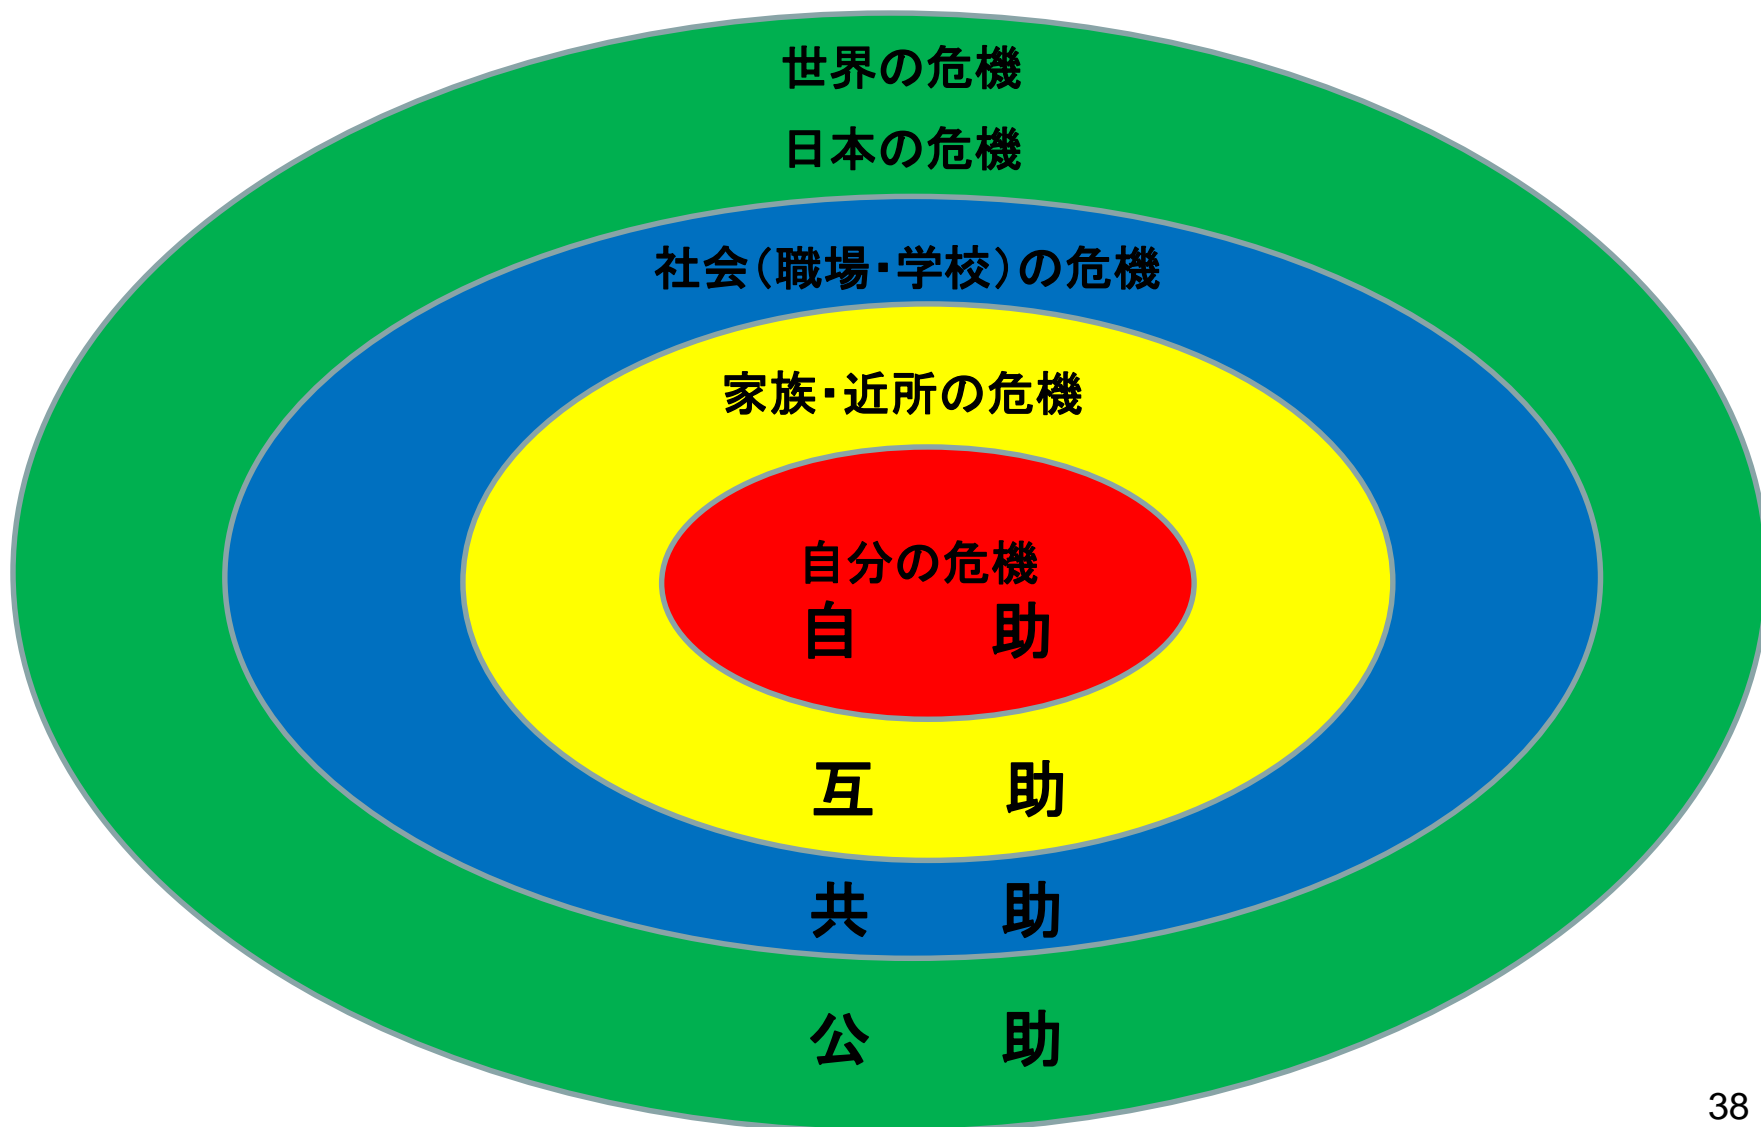 世界の危機
日本の危機
社会(職場・学校)の危機
家族・近所の危機
自分の危機
自　　助
互　　助
共　　助
公　　助
38